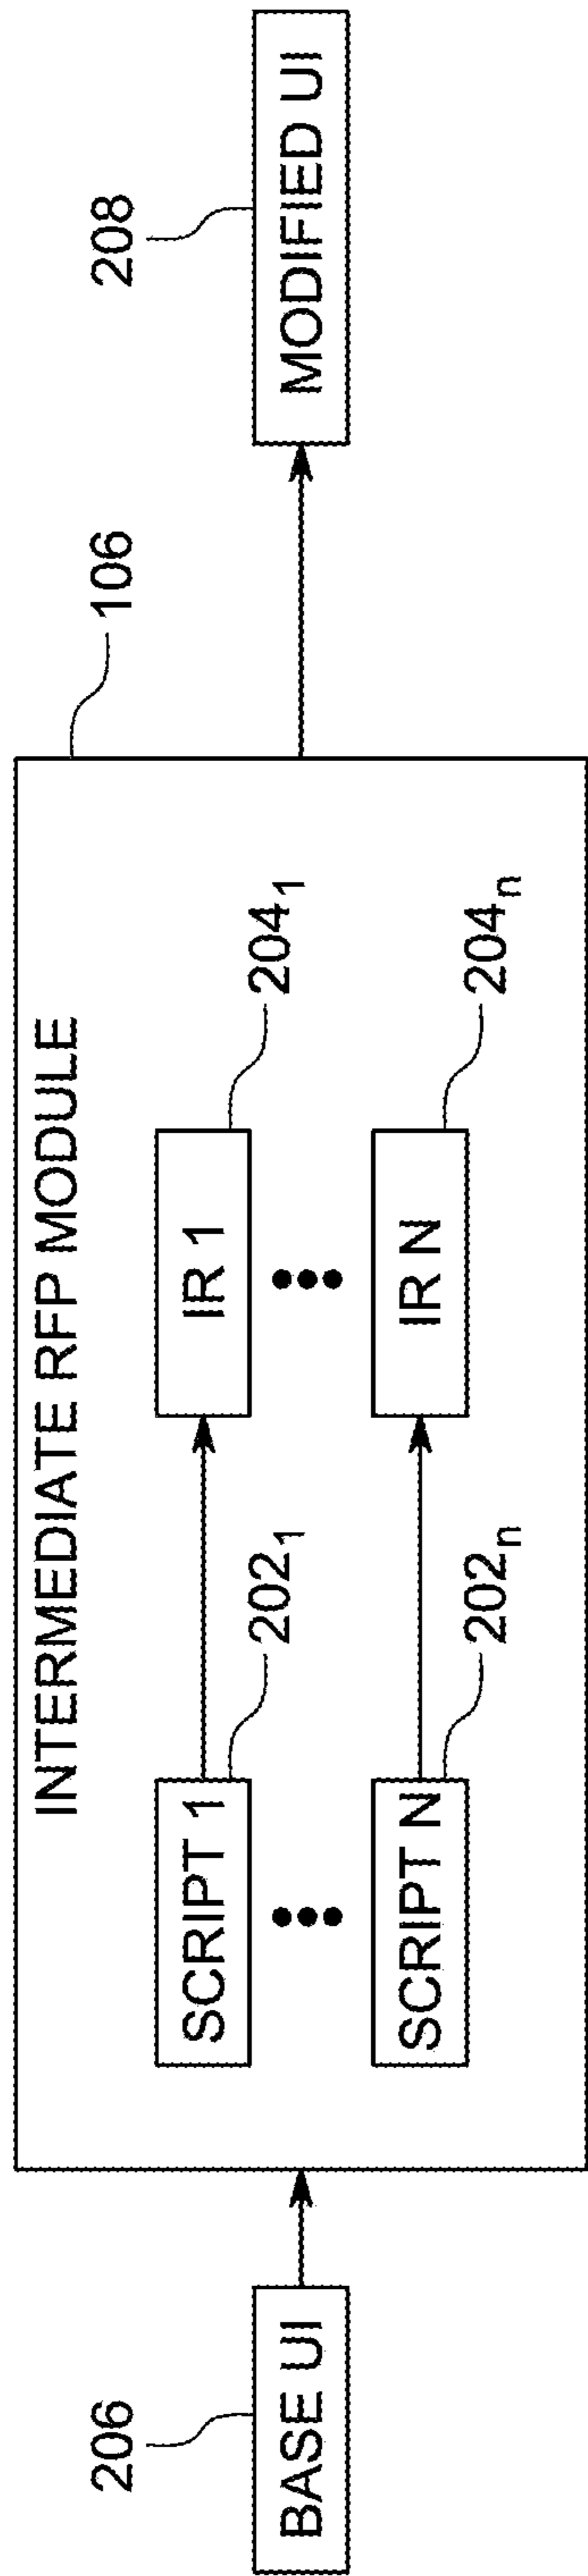 INTERMEDIATE RFP MODULE
106
206
BASE UI
SCRIPT 1
202₁
IR 1
204₁
SCRIPT N
202ₙ
IR N
204ₙ
208
MODIFIED UI